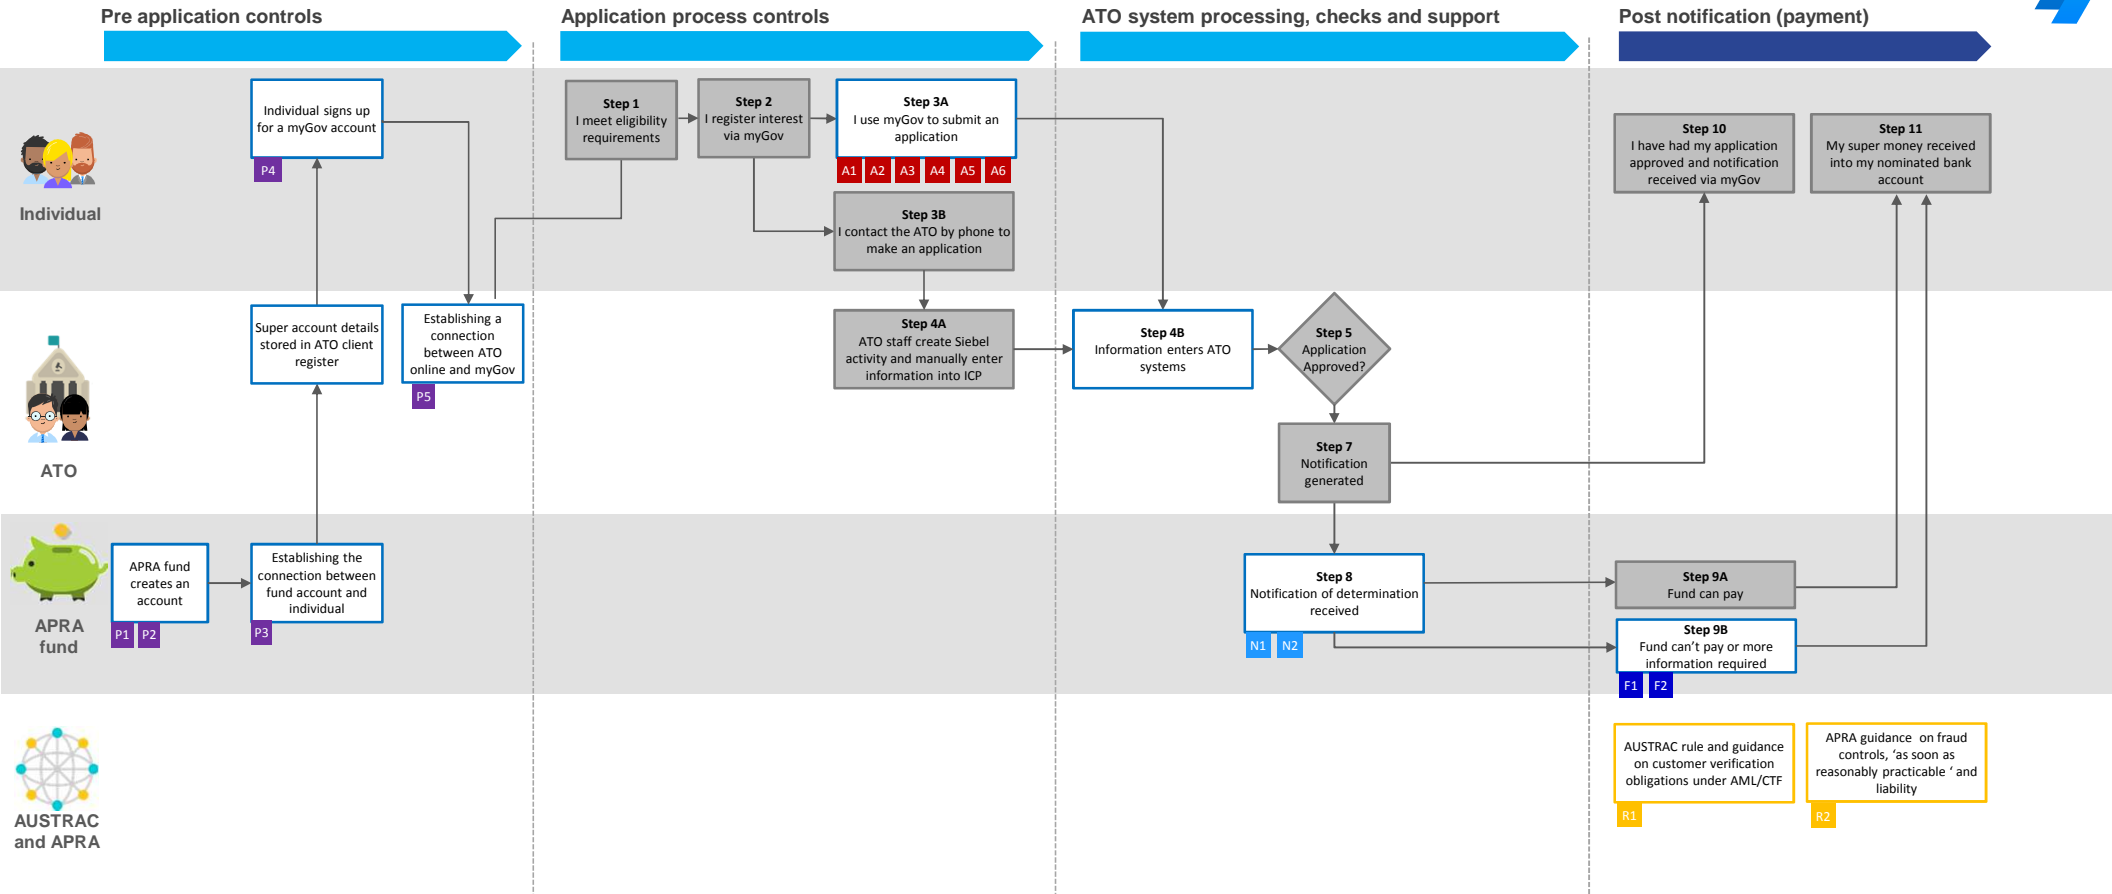 Pre application controls
Application process controls
ATO system processing, checks and support
Post notification (payment)
Individual
Individual signs up
for a myGov account
P4
Step 1
I meet eligibility
requirements
Step 2
I register interest
via myGov
Step 3A
I use myGov to submit an
application
A1 A2 A3 A4 A5 A6
Step 3B
I contact the ATO by phone to
make an application
Step 10
I have had my application
approved and notification
received via myGov
Step 11
My super money received
into my nominated bank
account
ATO
Super account details
stored in ATO client
register
Establishing a
connection
between ATO
online and myGov
P5
Step 4A
ATO staff create Siebel
activity and manually enter
information into ICP
Step 4B
Information enters ATO
systems
Step 5
Application
Approved?
Step 7
Notification
generated
APRA
fund
APRA fund
creates an
account
P1 P2
Establishing the
connection between
fund account and
individual
P3
Step 8
Notification of determination
received
N1 N2
Step 9A
Fund can pay
Step 9B
Fund can't pay or more
information required
F1 F2
AUSTRAC
and APRA
AUSTRAC rule and guidance
on customer verification
obligations under AML/CTF
R1
APRA guidance on fraud
controls, 'as soon as
reasonably practicable ' and
liability
R2